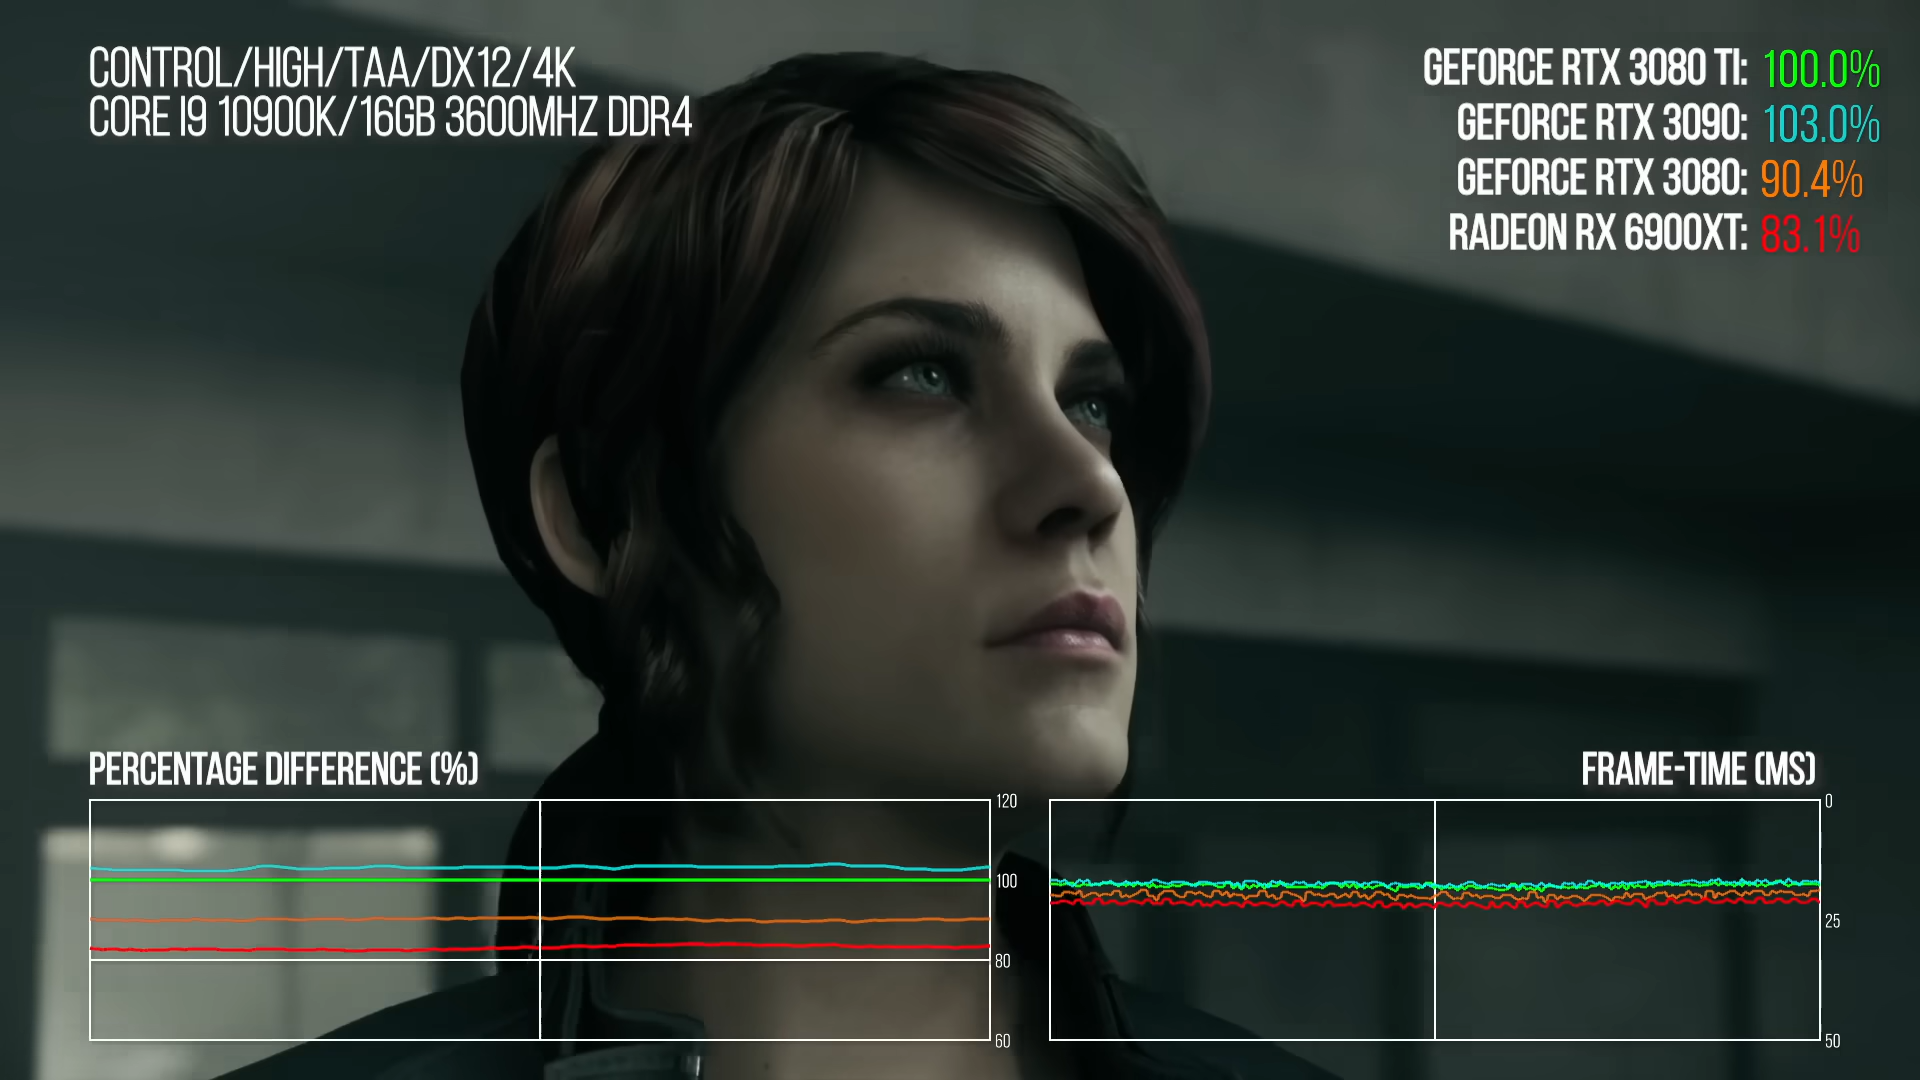 CONTROL/HIGH/TAA/DX12/4K
CORE I9 10900K/16GB 3600MHZ DDR4
GEFORCE RTX 3080 TI: 100.0%
GEFORCE RTX 3090: 103.0%
GEFORCE RTX 3080: 90.4%
RADEON RX 6900XT: 83.1%
PERCENTAGE DIFFERENCE (%)
120
100
80
60
FRAME-TIME (MS)
0
25
50